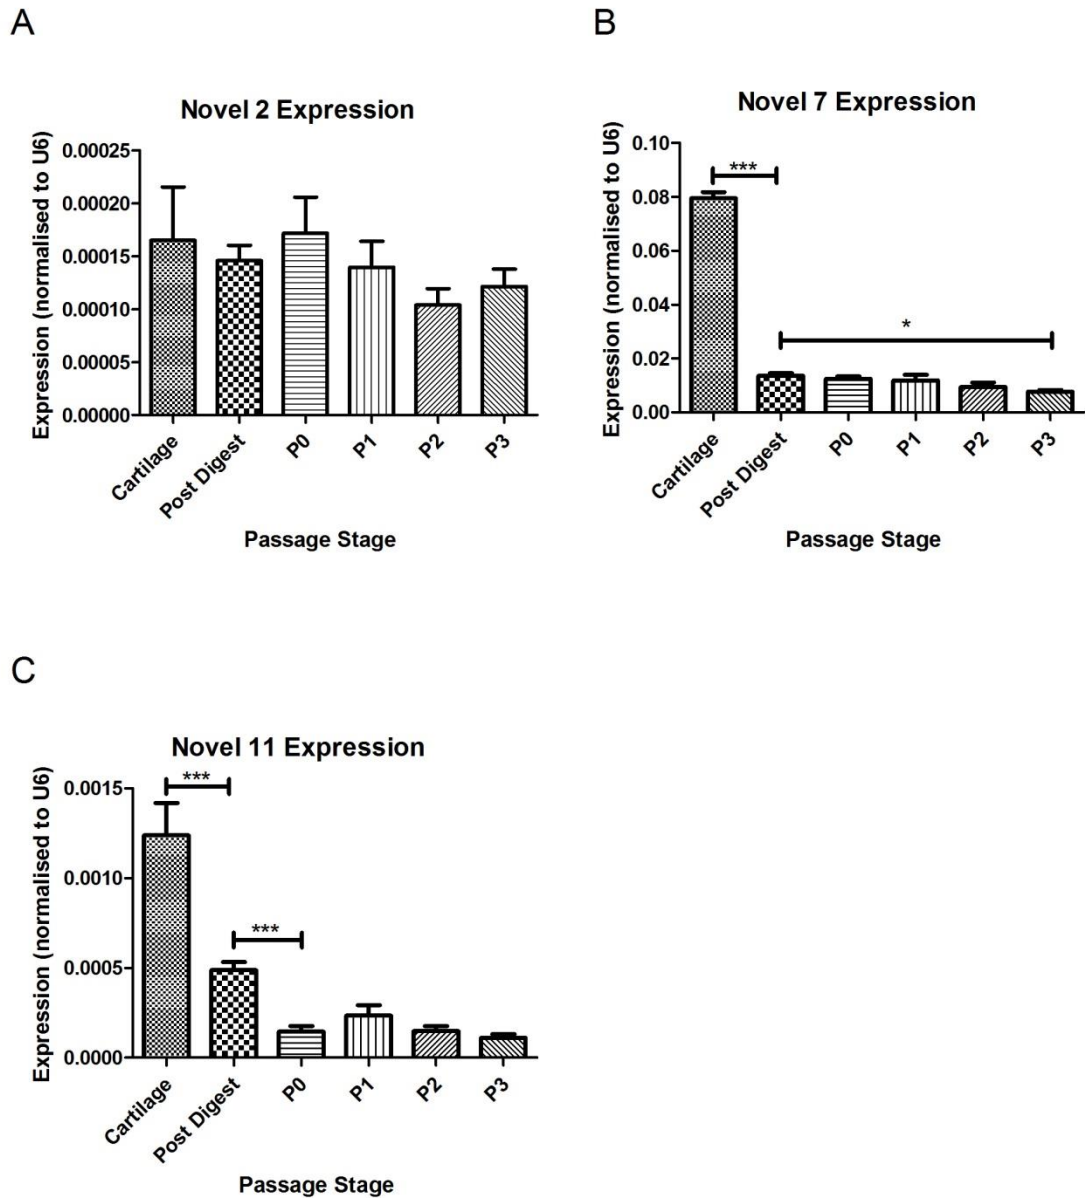 A
Novel 2 Expression
Expression (normalised to U6)
0.00025
0.00020
0.00015
0.00010
0.00005
0.00000
Cartilage
Post Digest
P0
P1
P2
P3
Passage Stage
B
Novel 7 Expression
Expression (normalised to U6)
0.10
0.08
0.06
0.04
0.02
0.00
***
*
Cartilage
Post Digest
P0
P1
P2
P3
Passage Stage
C
Novel 11 Expression
Expression (normalised to U6)
0.0015
0.0010
0.0005
0.0000
***
***
Cartilage
Post Digest
P0
P1
P2
P3
Passage Stage